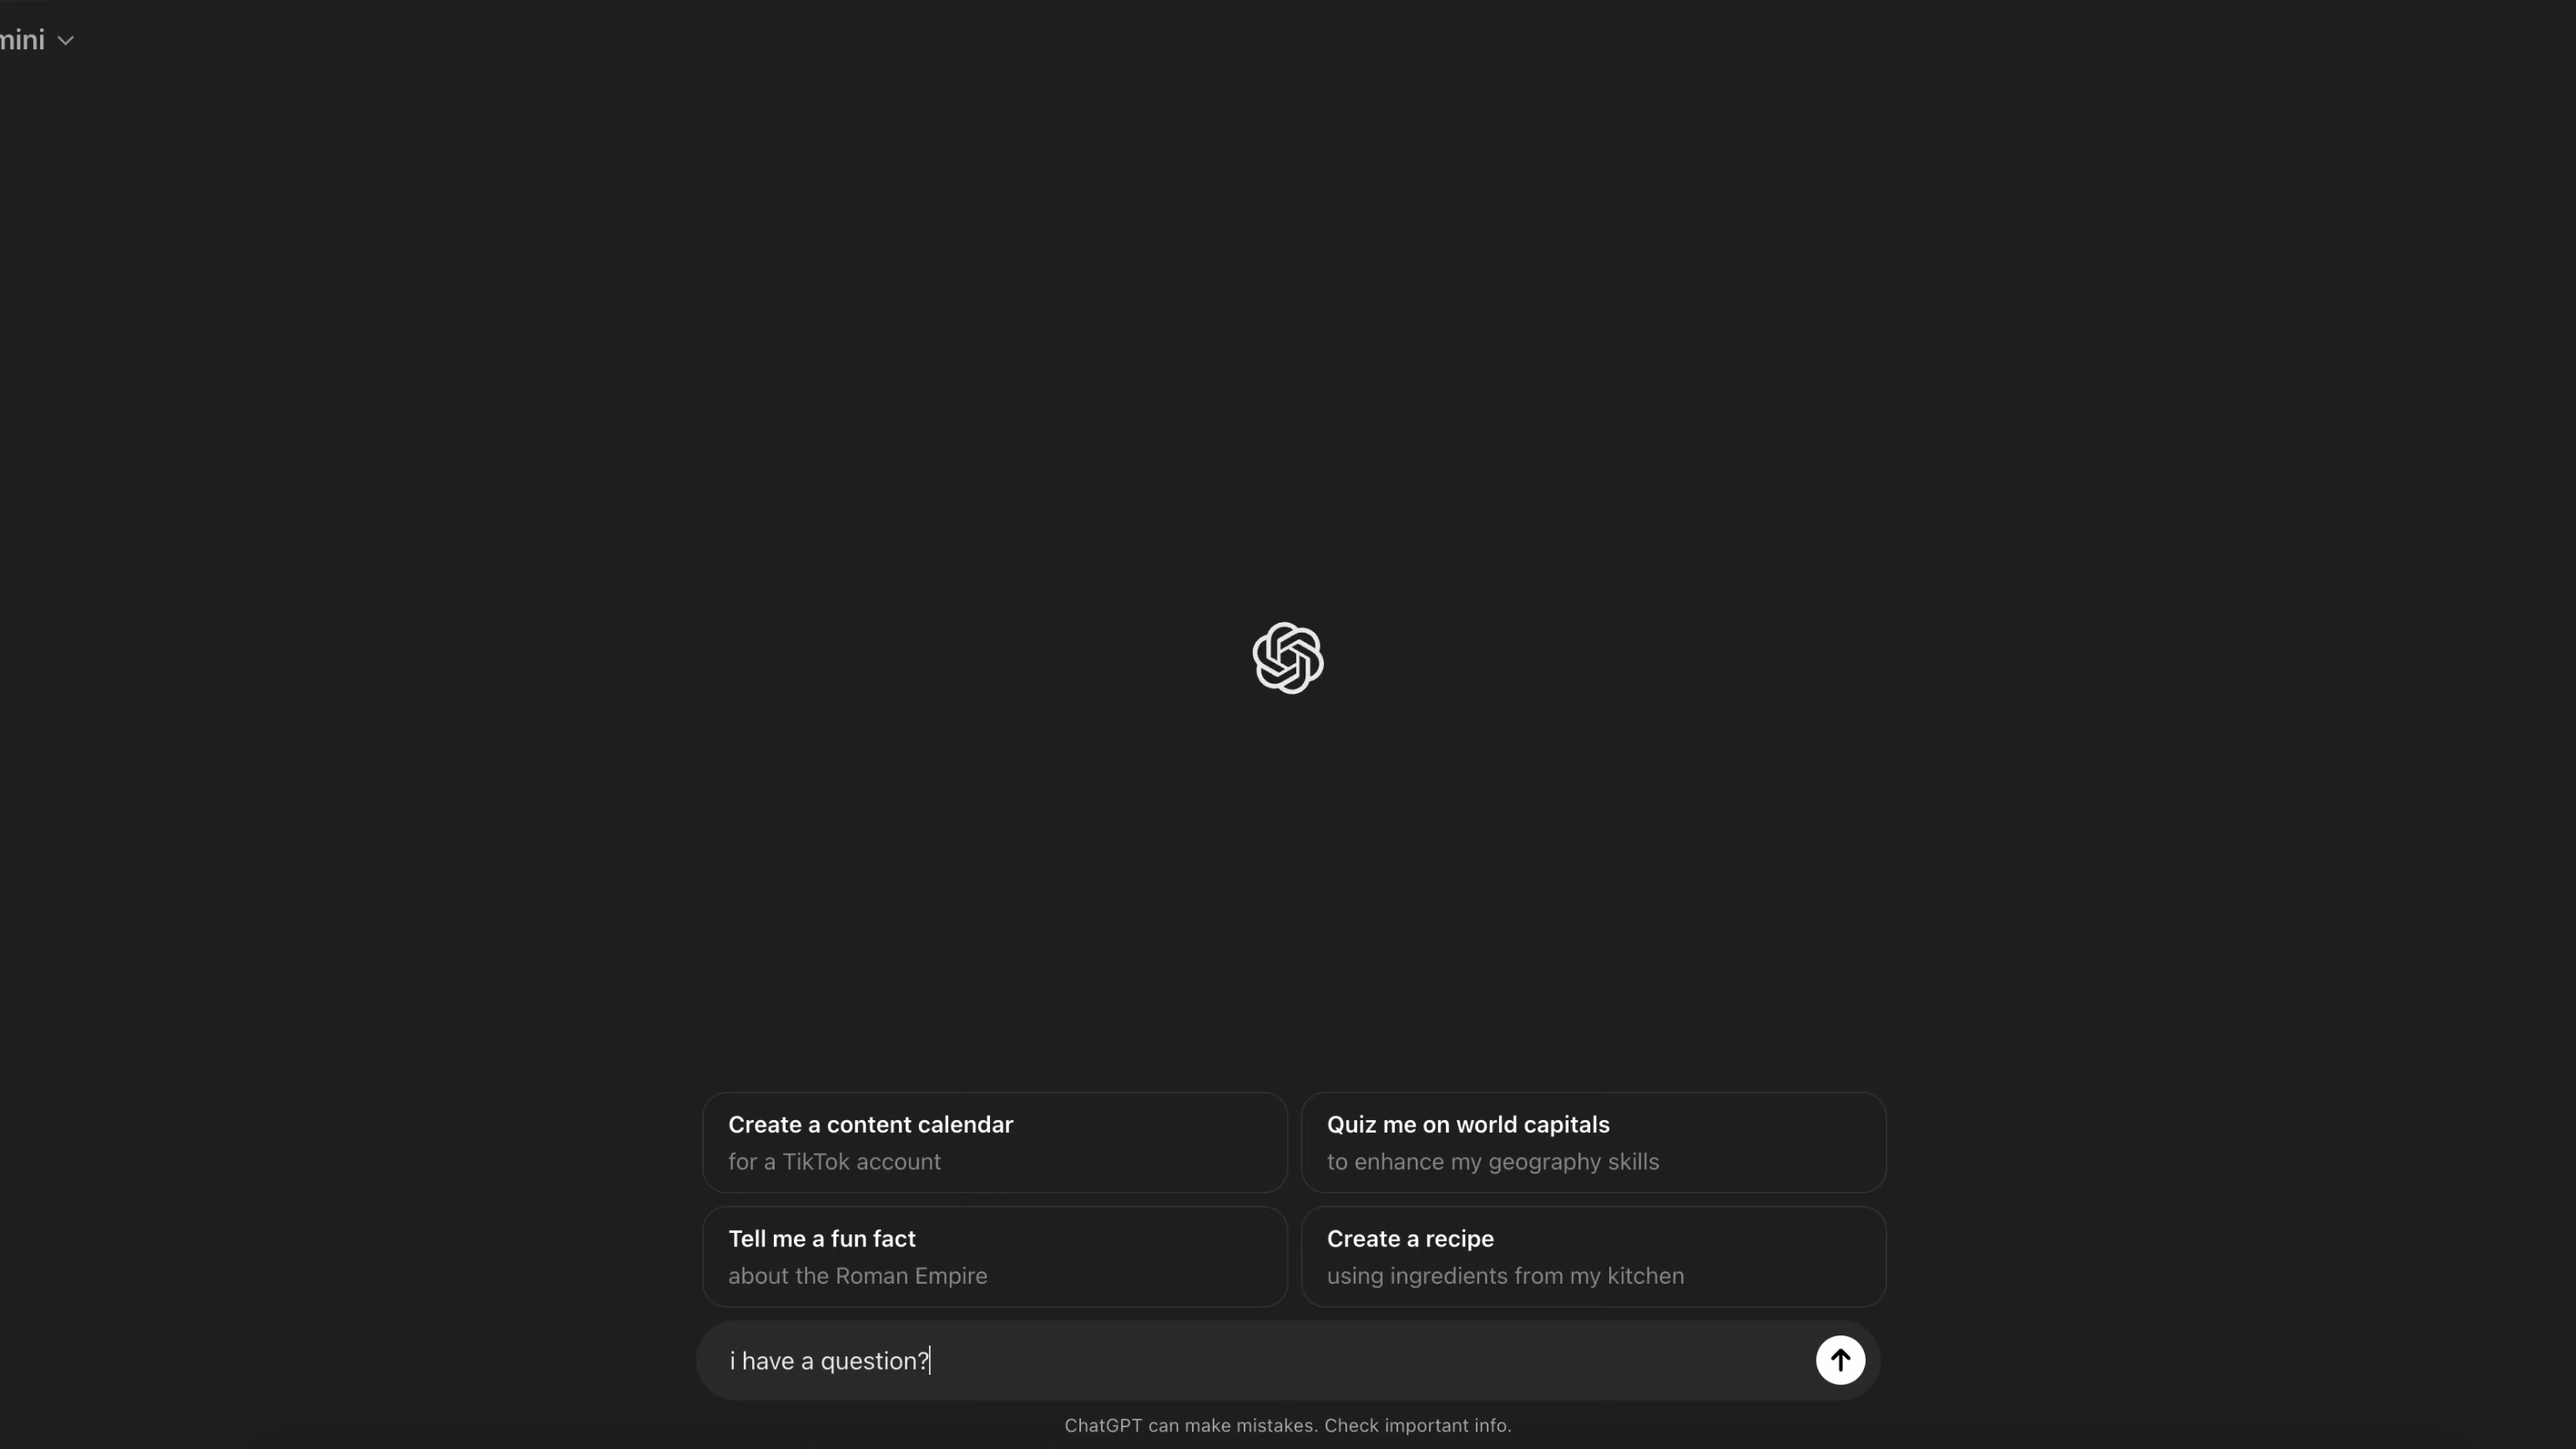 mini
Create a content calendar
for a TikTok account
Quiz me on world capitals
to enhance my geography skills
Tell me a fun fact
about the Roman Empire
Create a recipe
using ingredients from my kitchen
i have a question?
ChatGPT can make mistakes. Check important info.